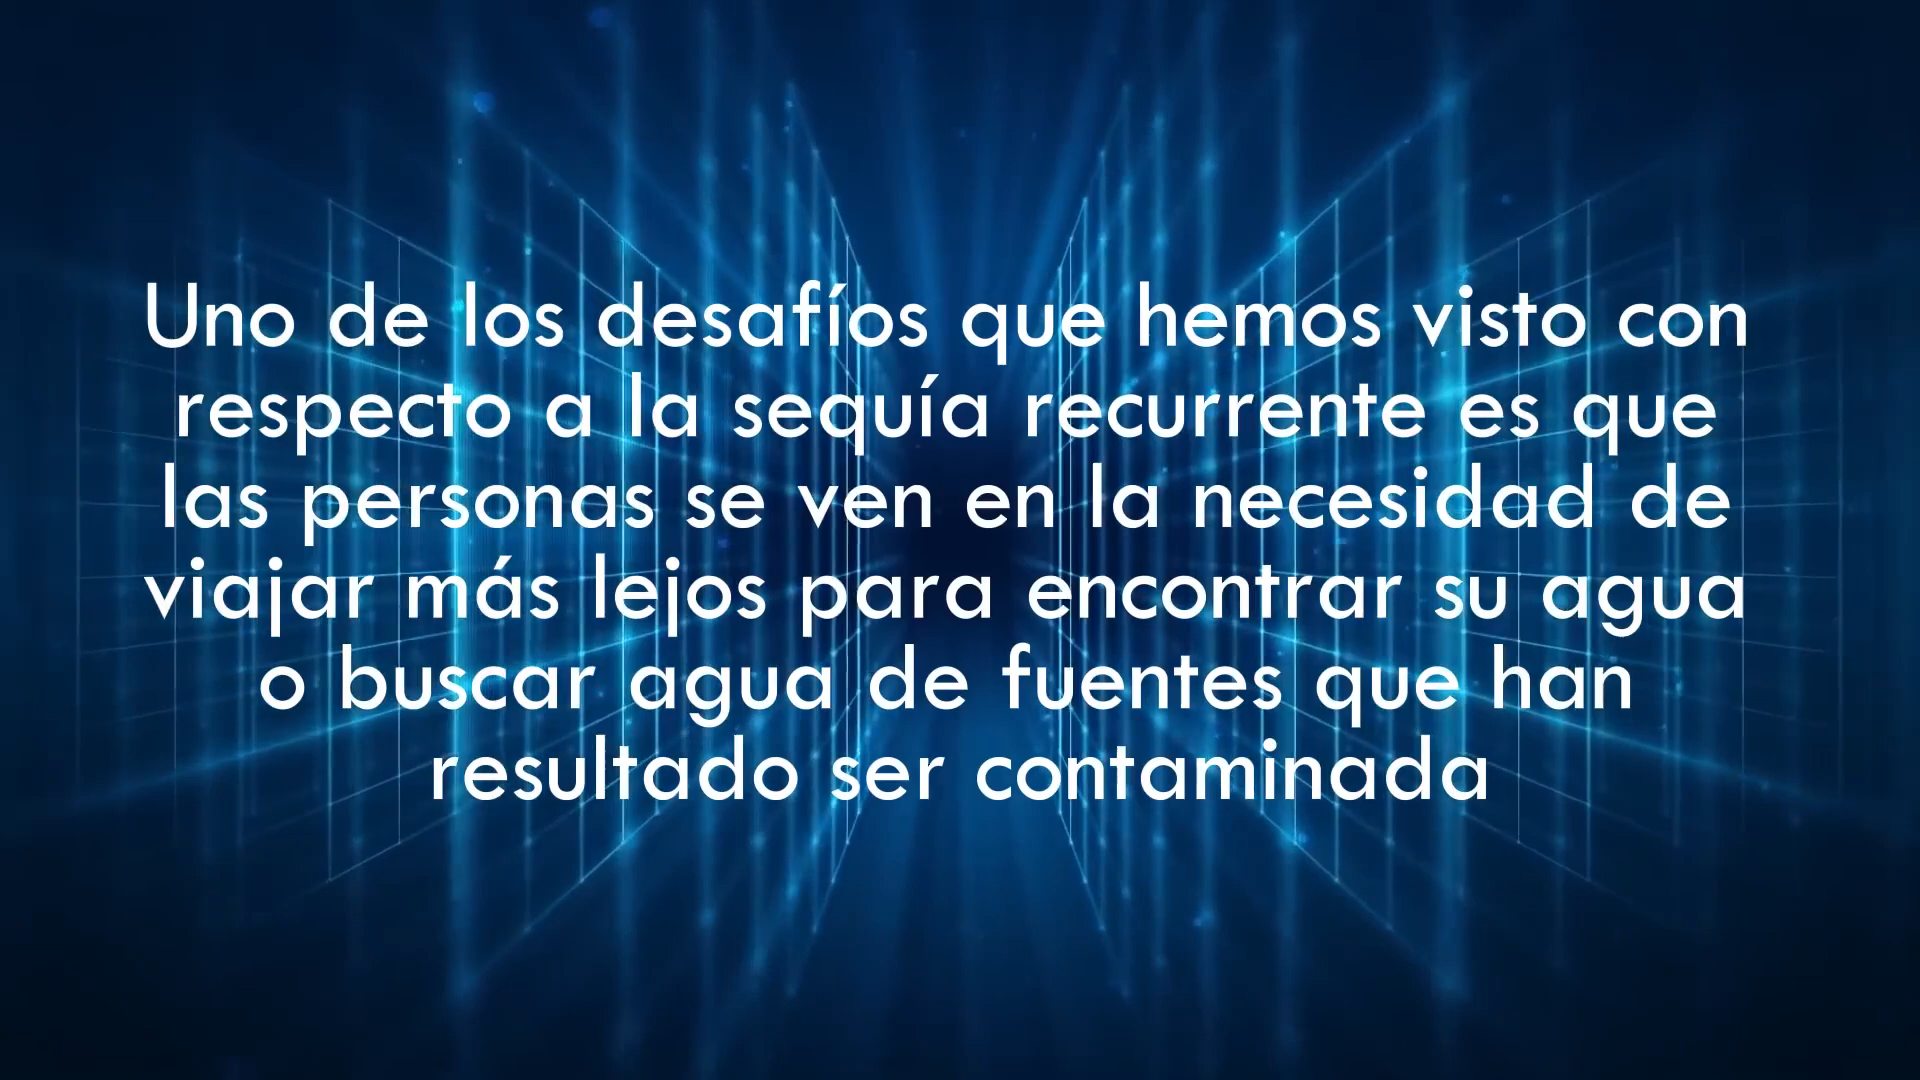 Uno de los desafíos que hemos visto con
respecto a la sequía recurrente es que
las personas se ven en la necesidad de
viajar más lejos para encontrar su agua
o buscar agua de fuentes que han
resultado ser contaminada